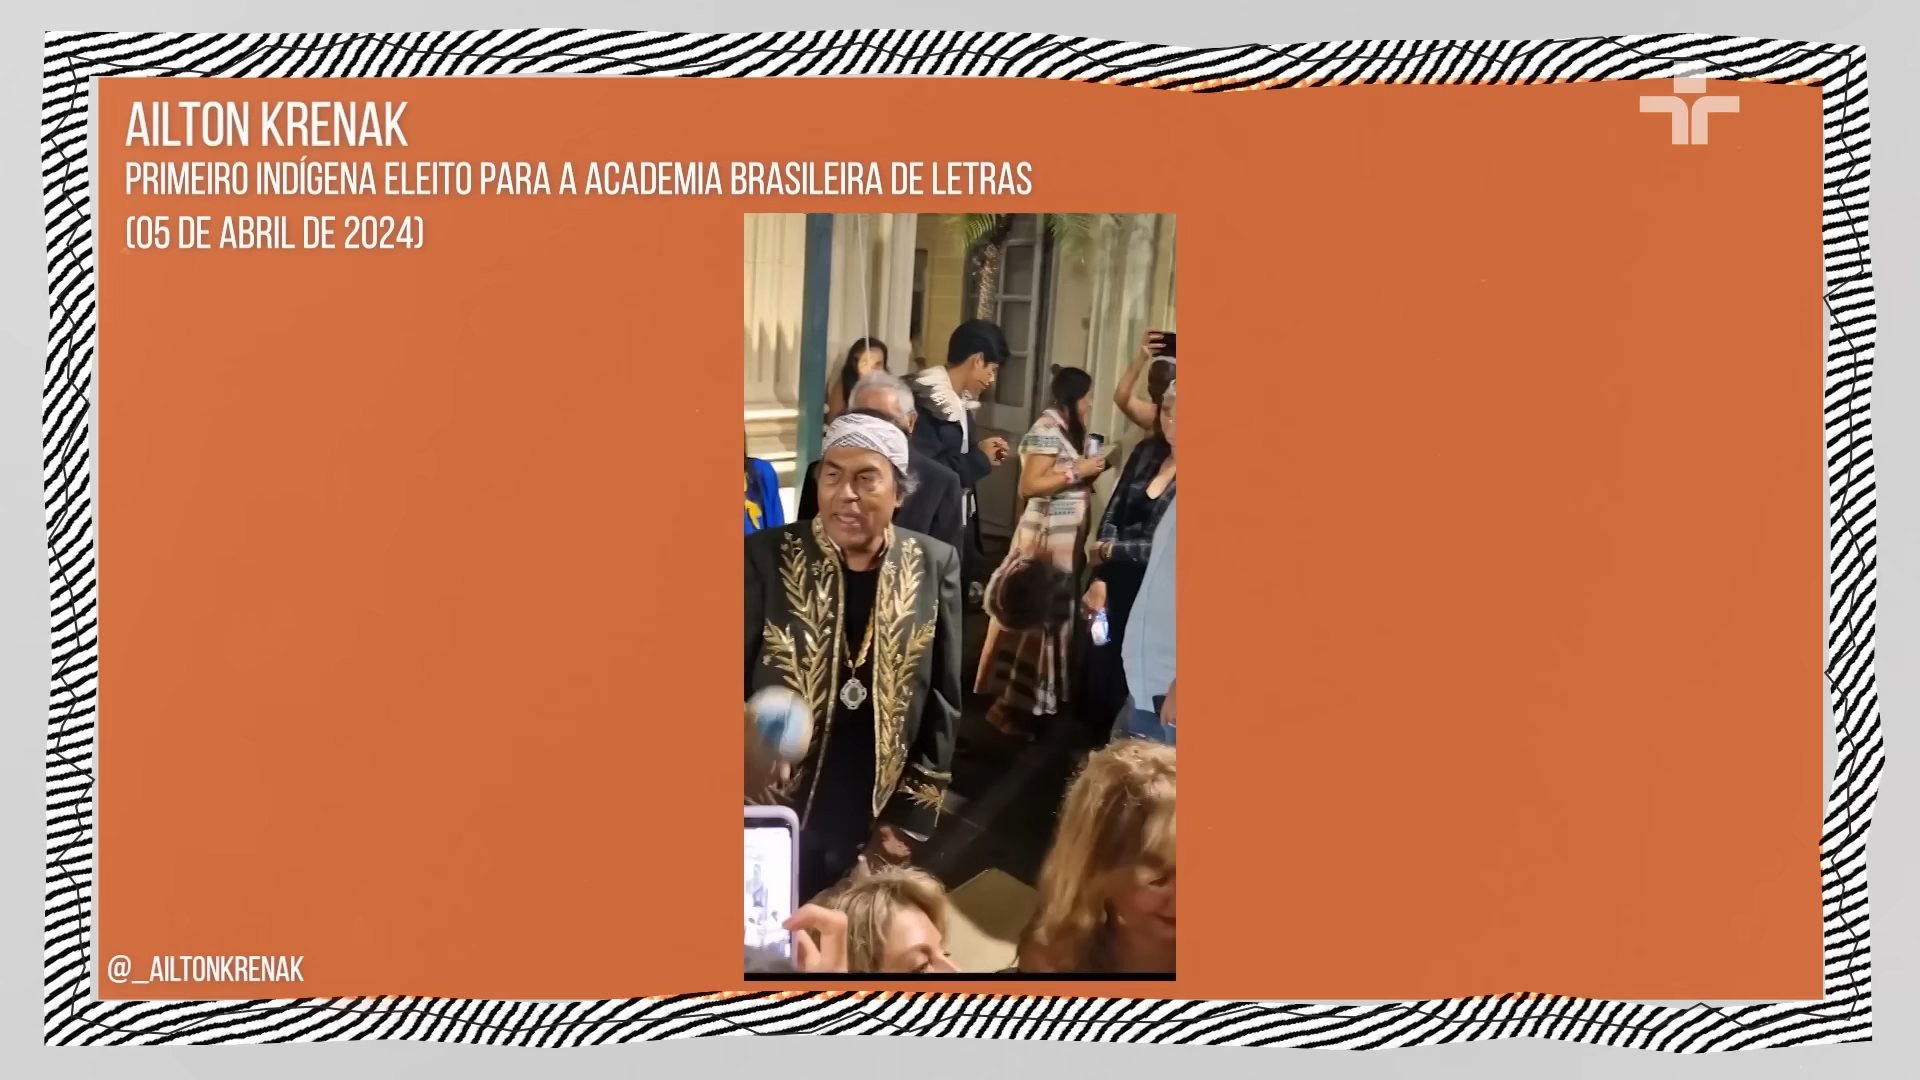 AILTON KRENAK
PRIMEIRO INDÍGENA ELEITO PARA A ACADEMIA BRASILEIRA DE LETRAS
(05 DE ABRIL DE 2024)
@_AILTONKRENAK